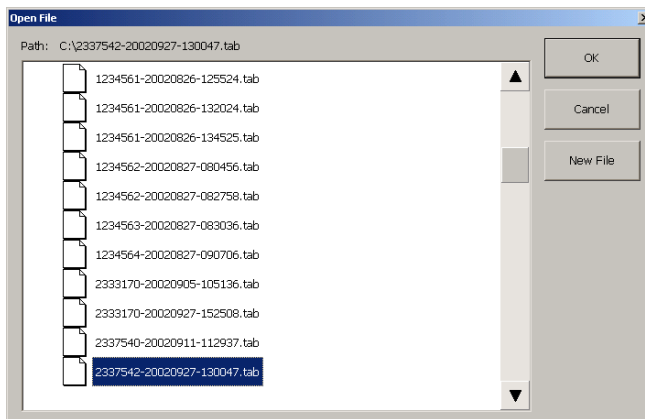 Open File
Path: C:\2337542-20020927-130047.tab
1234561-20020826-125524.tab
1234561-20020826-132024.tab
1234561-20020826-134525.tab
1234562-20020827-080456.tab
1234562-20020827-082758.tab
1234563-20020827-083036.tab
1234564-20020827-090706.tab
2333170-20020905-105136.tab
2333170-20020927-152508.tab
2337540-20020911-112937.tab
2337542-20020927-130047.tab
OK
Cancel
New File